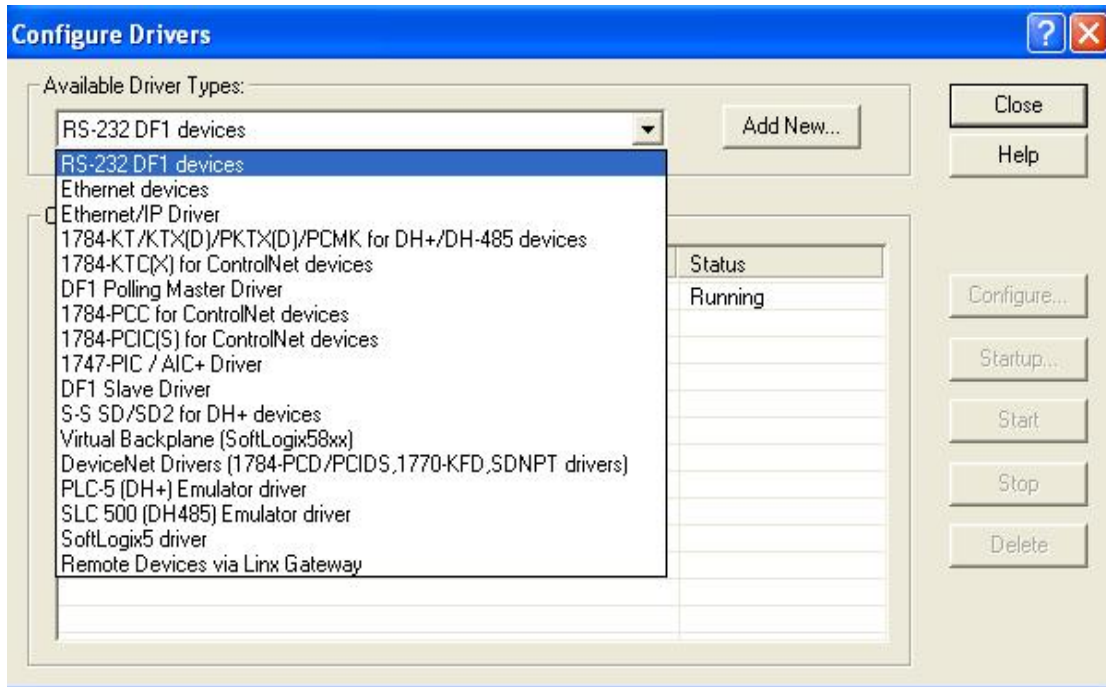 Configure Drivers
Available Driver Types:
RS-232 DF1 devices
Add New...
Close
Help
RS-232 DF1 devices
Ethernet devices
Ethernet/IP Driver
1784-KT/KTX(D)/PKTX(D)/PCMK for DH+/DH-485 devices
1784-KTC(X) for ControlNet devices
DF1 Polling Master Driver
1784-PCC for ControlNet devices
1784-PCIC(S) for ControlNet devices
1747-PIC / AIC+ Driver
DF1 Slave Driver
S-S SD/SD2 for DH+ devices
Virtual Backplane (SoftLogix58xx)
DeviceNet Drivers (1784-PCD/PCIDS,1770-KFD,SDNPT drivers)
PLC-5 (DH+) Emulator driver
SLC 500 (DH485) Emulator driver
SoftLogix5 driver
Remote Devices via Linx Gateway
Status
Running
Configure...
Startup...
Start
Stop
Delete